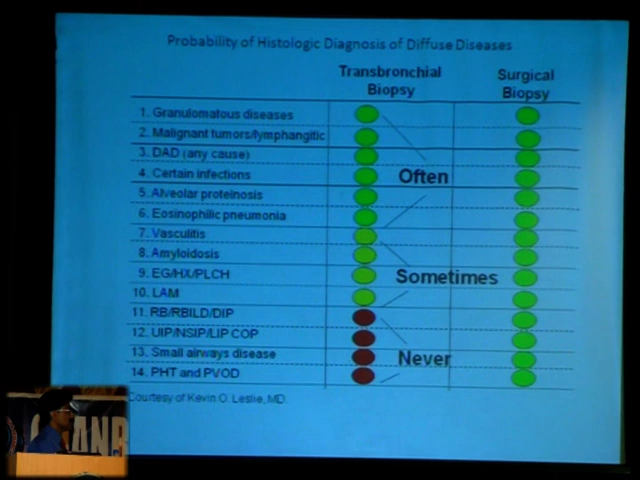 Probability of Histologic Diagnosis of Diffuse Diseases
Transbronchial Biopsy
Surgical Biopsy
1. Granulomatous diseases
2. Malignant tumors/lymphangitic
3. DAD (any cause)
4. Certain infections
Often
5. Alveolar proteinosis
6. Eosinophilic pneumonia
7. Vasculitis
8. Amyloidosis
9. EG/HX/PLCH
Sometimes
10. LAM
11. RB/RBILD/DIP
12. UIP/NSIP/LIP COP
13. Small airways disease
Never
14. PHT and PVOD
Courtesy of Kevin O. Leslie, MD.